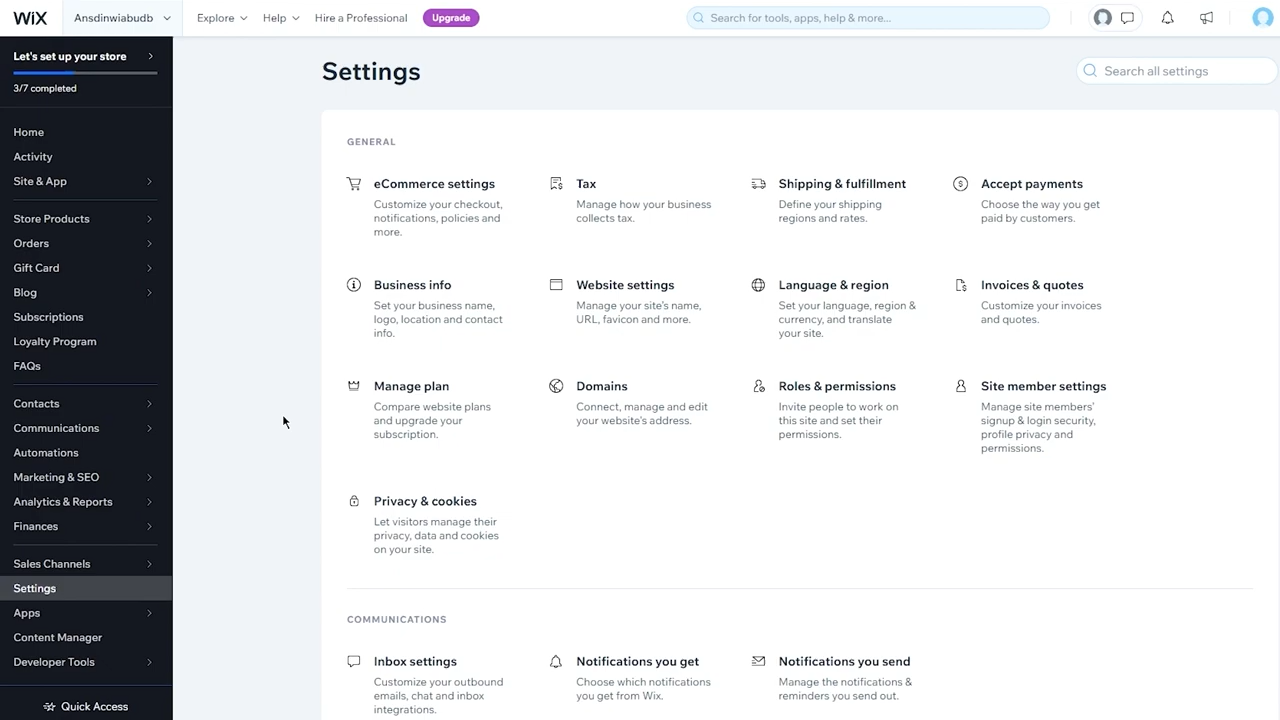 WiX
Ansdinwiabudb
Explore
Help
Hire a Professional
Upgrade
Search for tools, apps, help & more...
Let's set up your store
3/7 completed
Home
Activity
Site & App
Store Products
Orders
Gift Card
Blog
Subscriptions
Loyalty Program
FAQs
Contacts
Communications
Automations
Marketing & SEO
Analytics & Reports
Finances
Sales Channels
Settings
Apps
Content Manager
Developer Tools
Quick Access
Settings
Search all settings
GENERAL
eCommerce settings
Customize your checkout,
notifications, policies and
more.
Tax
Manage how your business
collects tax.
Shipping & fulfillment
Define your shipping
regions and rates.
Accept payments
Choose the way you get
paid by customers.
Business info
Set your business name,
logo, location and contact
info.
Website settings
Manage your site's name,
URL, favicon and more.
Language & region
Set your language, region &
currency, and translate
your site.
Invoices & quotes
Customize your invoices
and quotes.
Manage plan
Compare website plans
and upgrade your
subscription.
Domains
Connect, manage and edit
your website's address.
Roles & permissions
Invite people to work on
this site and set their
permissions.
Site member settings
Manage site members'
signup & login security,
profile privacy and
permissions.
Privacy & cookies
Let visitors manage their
privacy, data and cookies
on your site.
COMMUNICATIONS
Inbox settings
Customize your outbound
emails, chat and inbox
integrations.
Notifications you get
Choose which notifications
you get from Wix.
Notifications you send
Manage the notifications &
reminders you send out.